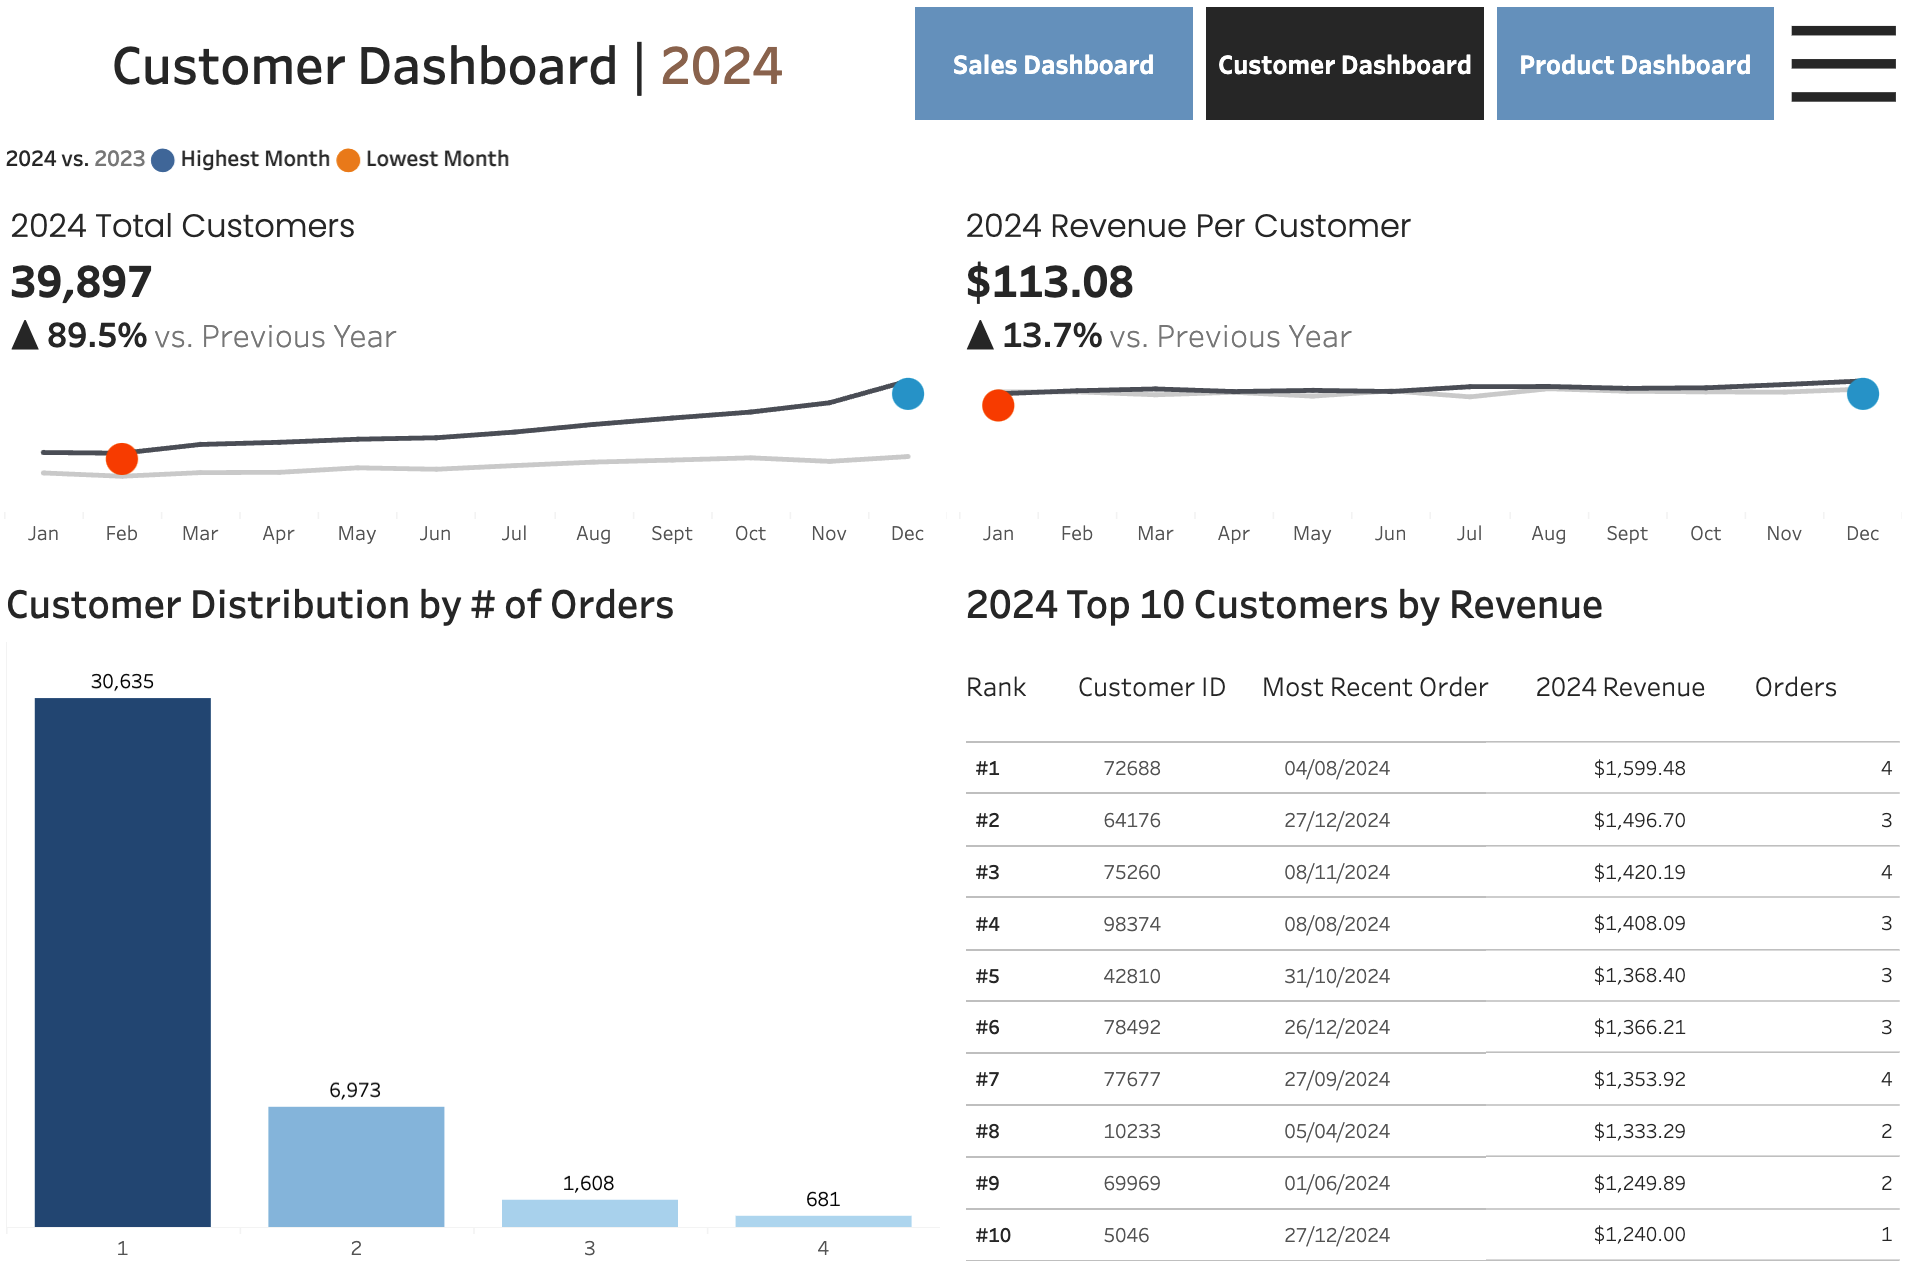 Customer Dashboard | 2024
Sales Dashboard
Customer Dashboard
Product Dashboard
2024 vs. 2023 Highest Month Lowest Month
2024 Total Customers
39,897
▲ 89.5% vs. Previous Year
Jan Feb Mar Apr May Jun Jul Aug Sept Oct Nov Dec
2024 Revenue Per Customer
$113.08
▲ 13.7% vs. Previous Year
Jan Feb Mar Apr May Jun Jul Aug Sept Oct Nov Dec
Customer Distribution by # of Orders
30,635
6,973
1,608
681
1 2 3 4
2024 Top 10 Customers by Revenue
Rank Customer ID Most Recent Order 2024 Revenue Orders
#1 72688 04/08/2024 $1,599.48 4
#2 64176 27/12/2024 $1,496.70 3
#3 75260 08/11/2024 $1,420.19 4
#4 98374 08/08/2024 $1,408.09 3
#5 42810 31/10/2024 $1,368.40 3
#6 78492 26/12/2024 $1,366.21 3
#7 77677 27/09/2024 $1,353.92 4
#8 10233 05/04/2024 $1,333.29 2
#9 69969 01/06/2024 $1,249.89 2
#10 5046 27/12/2024 $1,240.00 1